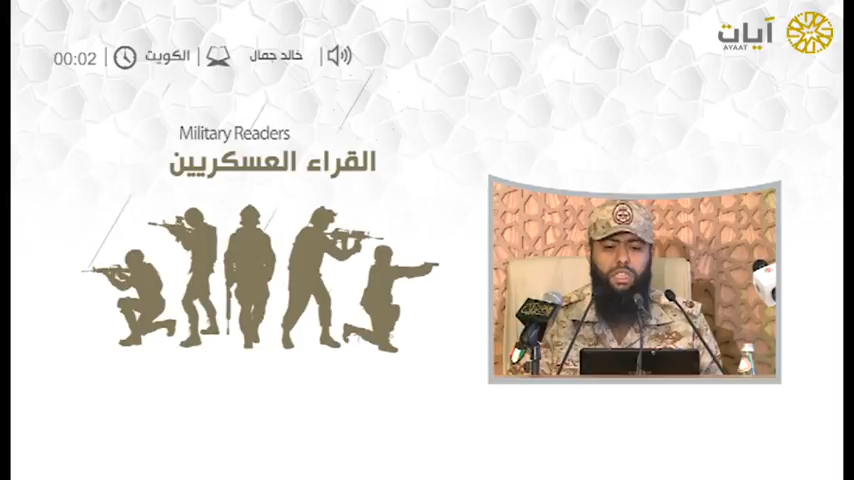 آيات
AYAAT
خالد جمال | الكويت | 00:02
Military Readers
القراء العسكريين